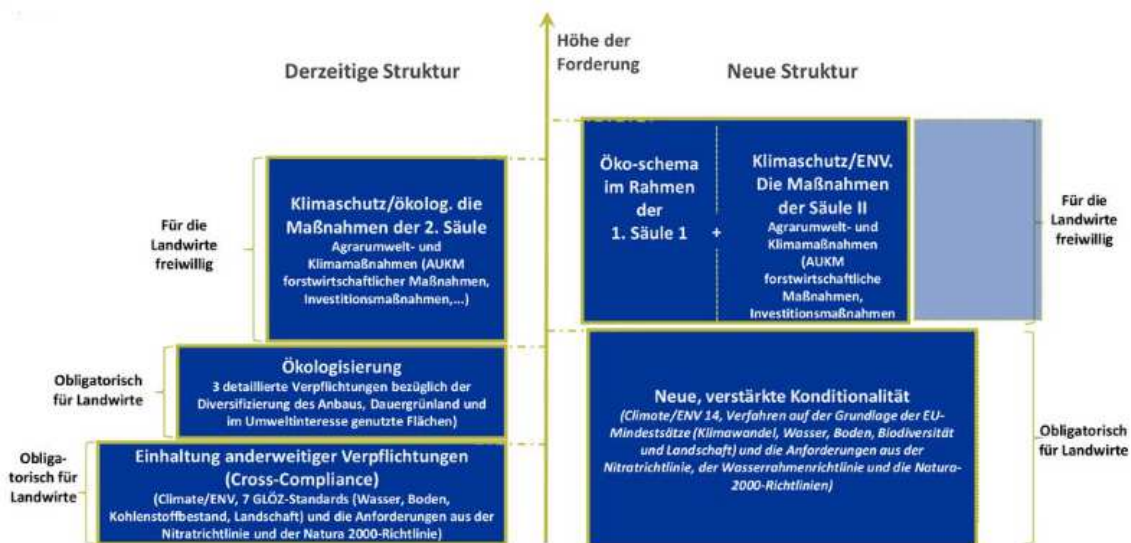 Höhe der
Forderung
Derzeitige Struktur
Neue Struktur
Für die
Landwirte
freiwillig
Klimaschutz/ökolog. die
Maßnahmen der 2. Säule
Agrarumwelt- und
Klimamaßnahmen (AUKM
forstwirtschaftlicher Maßnahmen,
Investitionsmaßnahmen,...)
Obligatorisch
für Landwirte
Ökologisierung
3 detaillierte Verpflichtungen bezüglich der
Diversifizierung des Anbaus, Dauergrünland und
im Umweltinteresse genutzte Flächen)
Obliga-
torisch für
Landwirte
Einhaltung anderweitiger Verpflichtungen
(Cross-Compliance)
(Climate/ENV, 7 GLÖZ-Standards (Wasser, Boden,
Kohlenstoffbestand, Landschaft) und die Anforderungen aus der
Nitratrichtlinie und der Natura 2000-Richtlinie)
Öko-schema
im Rahmen
der
1. Säule 1
+
Klimaschutz/ENV.
Die Maßnahmen
der Säule II
Agrarumwelt- und
Klimamaßnahmen
(AUKM
forstwirtschaftliche
Maßnahmen,
Investitionsmaßnahmen
Für die
Landwirte
freiwillig
Neue, verstärkte Konditionalität
(Climate/ENV 14, Verfahren auf der Grundlage der EU-
Mindestsätze (Klimawandel, Wasser, Boden, Biodiversität
und Landschaft) und die Anforderungen aus der
Nitratrichtlinie, der Wasserrahmenrichtlinie und die Natura-
2000-Richtlinien)
Obligatorisch
für Landwirte